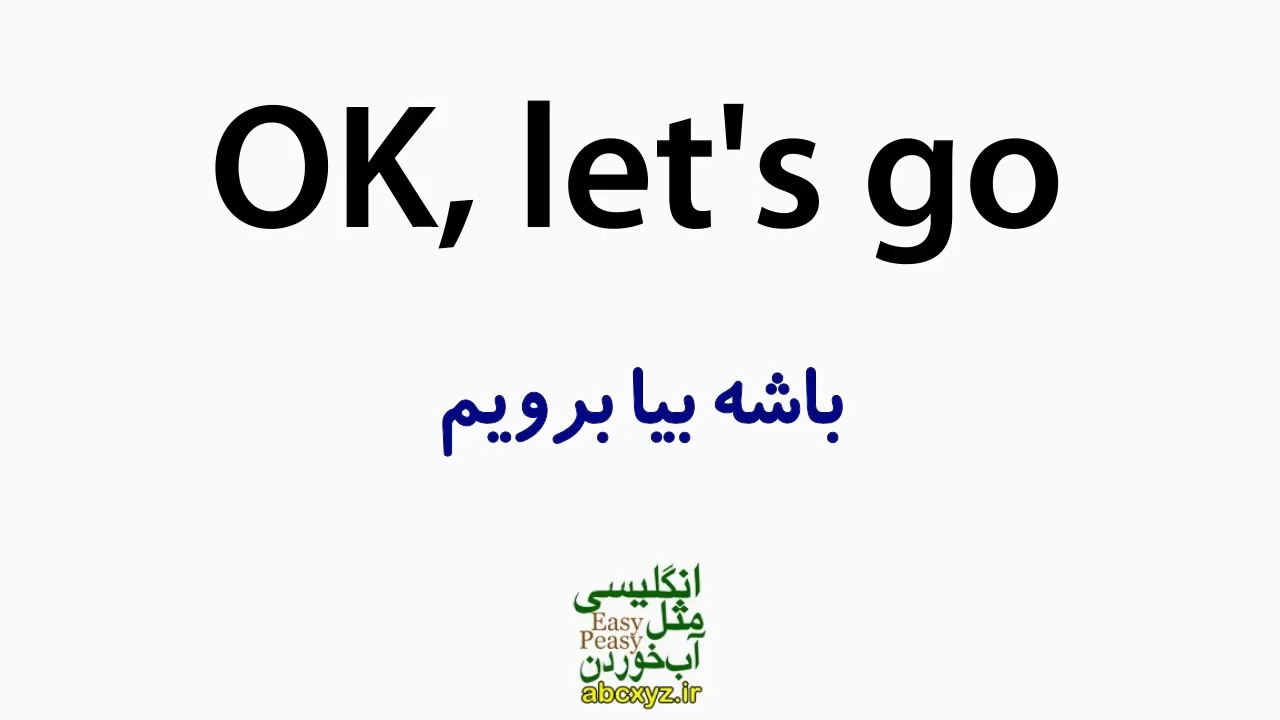 OK, let's go
باشه بیا برویم
انگلیسی
مثل Easy
Peasy
آب‌خوردن
abcxyz.ir